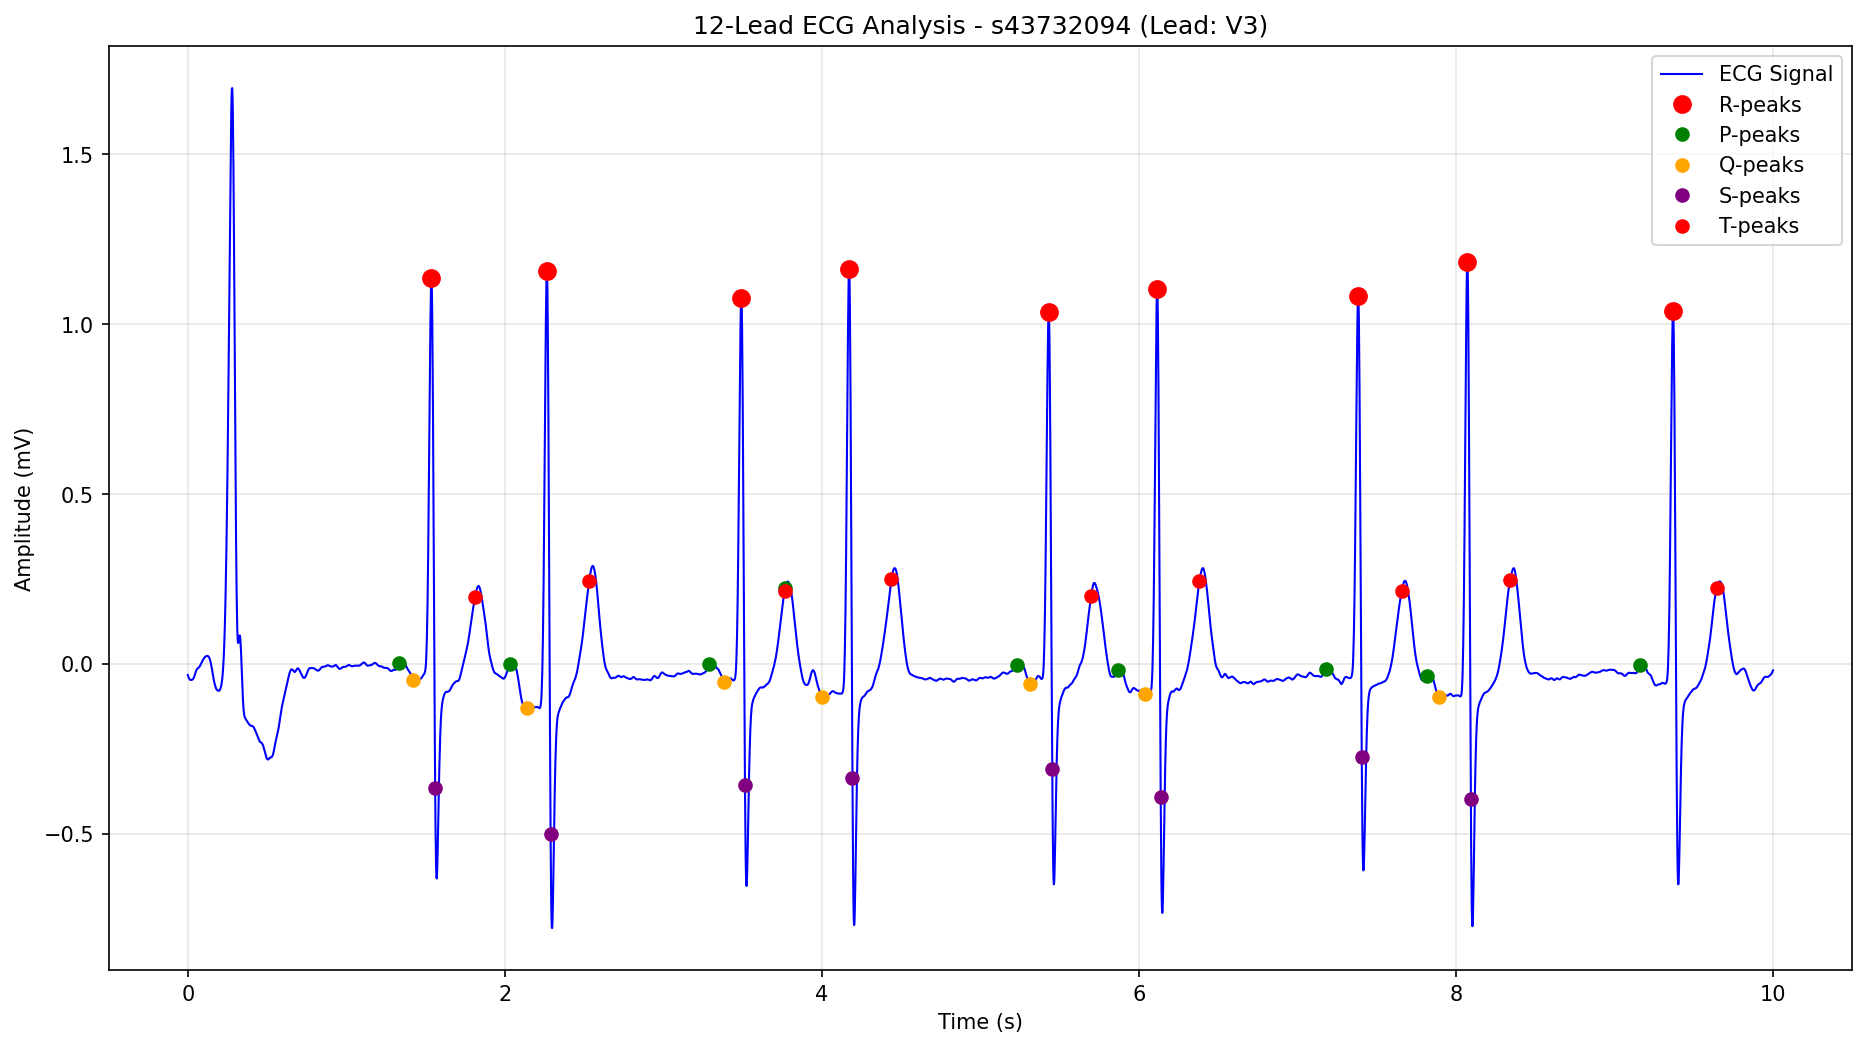 12-Lead ECG Analysis - s43732094 (Lead: V3)
ECG Signal
R-peaks
P-peaks
Q-peaks
S-peaks
T-peaks
1.5
1.0
0.5
0.0
−0.5
Amplitude (mV)
0 2 4 6 8 10
Time (s)